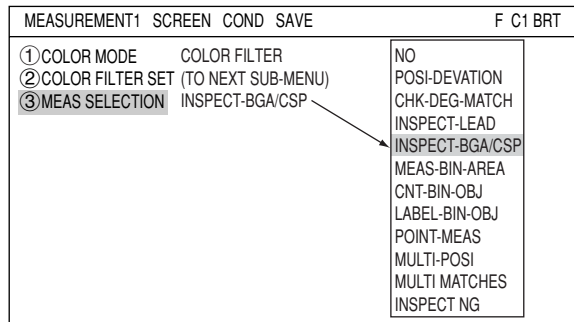 MEASUREMENT1 SCREEN COND SAVE F C1 BRT
①COLOR MODE COLOR FILTER
②COLOR FILTER SET (TO NEXT SUB-MENU)
③MEAS SELECTION INSPECT-BGA/CSP
NO
POSI-DEVATION
CHK-DEG-MATCH
INSPECT-LEAD
INSPECT-BGA/CSP
MEAS-BIN-AREA
CNT-BIN-OBJ
LABEL-BIN-OBJ
POINT-MEAS
MULTI-POSI
MULTI MATCHES
INSPECT NG